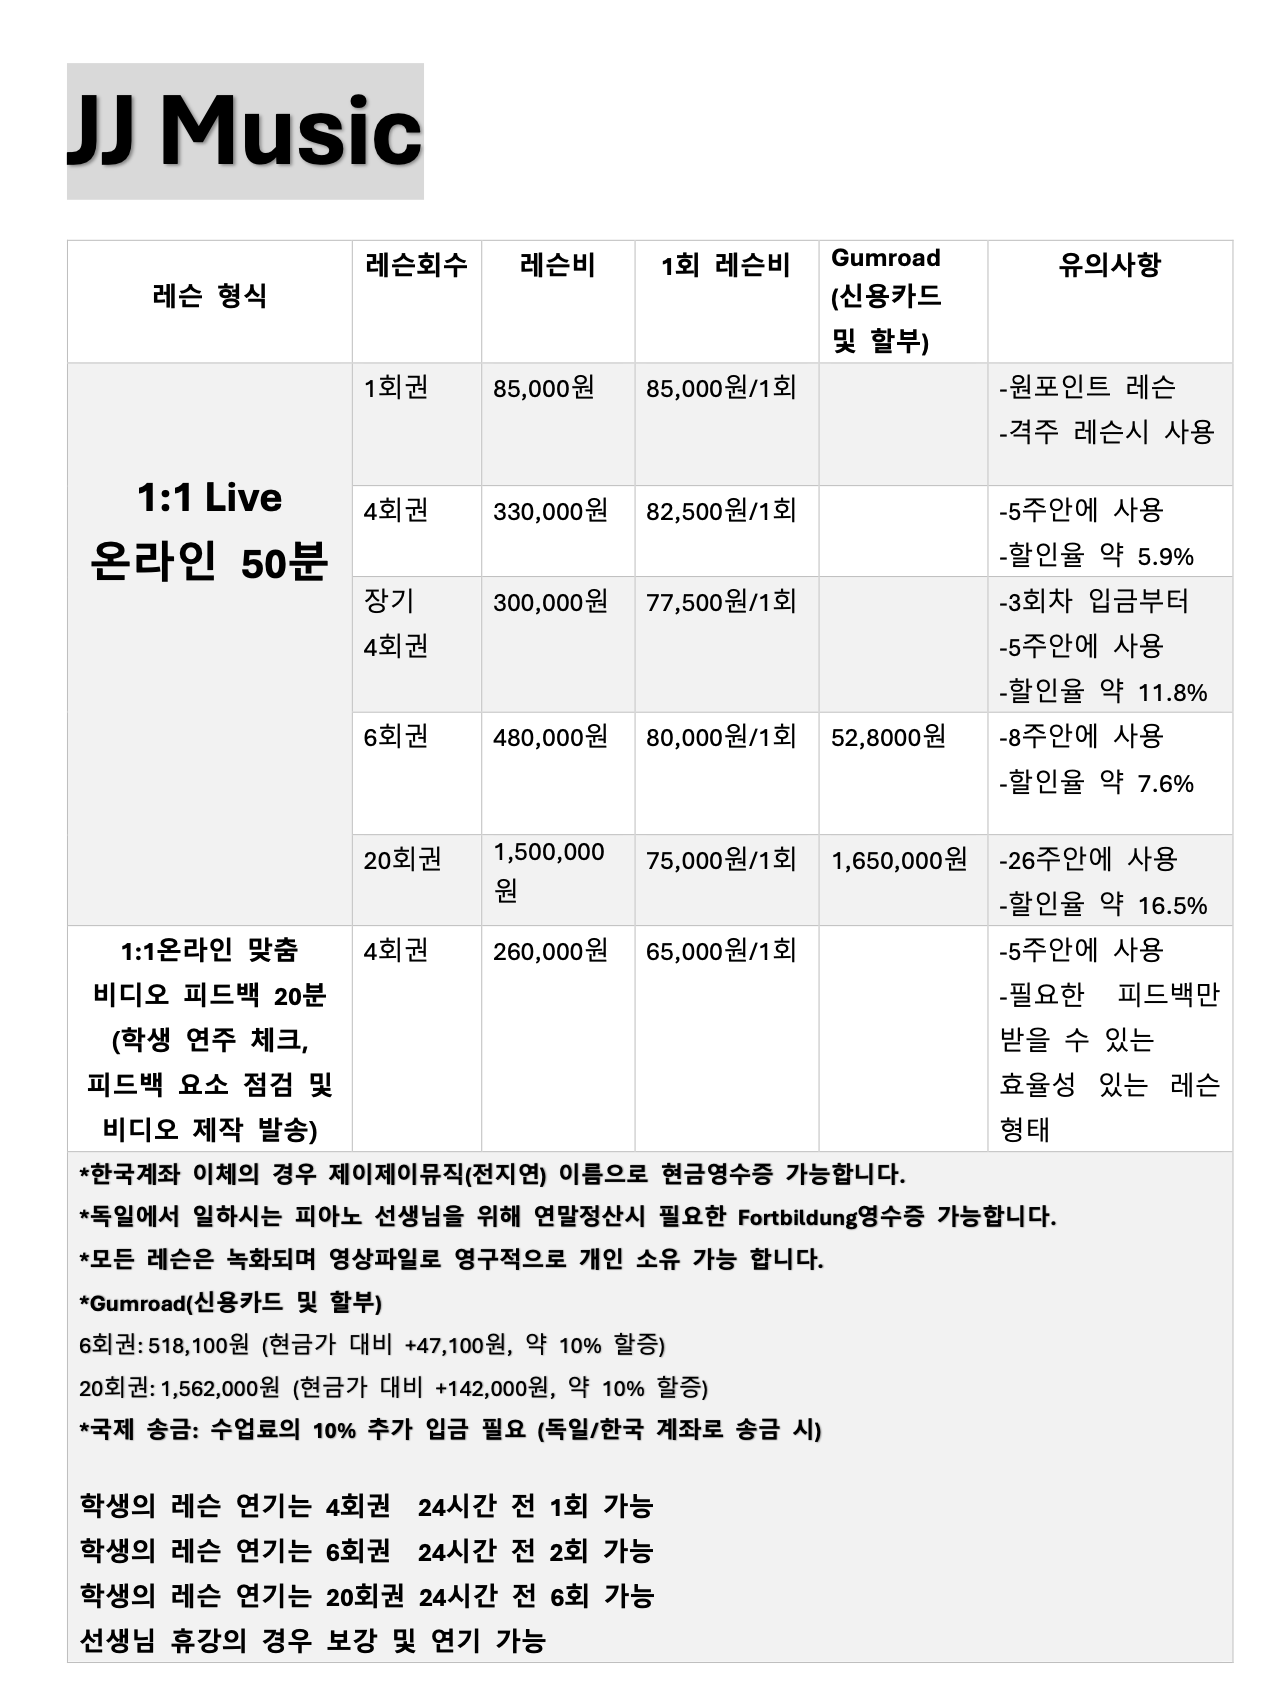 JJ Music
레슨 형식
레슨회수
레슨비
1회 레슨비
Gumroad
(신용카드
및 할부)
유의사항
1:1 Live
온라인 50분
1회권
85,000원
85,000원/1회
-원포인트 레슨
-격주 레슨시 사용
4회권
330,000원
82,500원/1회
-5주안에 사용
-할인율 약 5.9%
장기
4회권
300,000원
77,500원/1회
-3회차 입금부터
-5주안에 사용
-할인율 약 11.8%
6회권
480,000원
80,000원/1회
52,8000원
-8주안에 사용
-할인율 약 7.6%
20회권
1,500,000
원
75,000원/1회
1,650,000원
-26주안에 사용
-할인율 약 16.5%
1:1온라인 맞춤
비디오 피드백 20분
(학생 연주 체크,
피드백 요소 점검 및
비디오 제작 발송)
4회권
260,000원
65,000원/1회
-5주안에 사용
-필요한 피드백만
받을 수 있는
효율성 있는 레슨
형태
*한국계좌 이체의 경우 제이제이뮤직(전지연) 이름으로 현금영수증 가능합니다.
*독일에서 일하시는 피아노 선생님을 위해 연말정산시 필요한 Fortbildung영수증 가능합니다.
*모든 레슨은 녹화되며 영상파일로 영구적으로 개인 소유 가능 합니다.
*Gumroad(신용카드 및 할부)
6회권: 518,100원 (현금가 대비 +47,100원, 약 10% 할증)
20회권: 1,562,000원 (현금가 대비 +142,000원, 약 10% 할증)
*국제 송금: 수업료의 10% 추가 입금 필요 (독일/한국 계좌로 송금 시)
학생의 레슨 연기는 4회권 24시간 전 1회 가능
학생의 레슨 연기는 6회권 24시간 전 2회 가능
학생의 레슨 연기는 20회권 24시간 전 6회 가능
선생님 휴강의 경우 보강 및 연기 가능